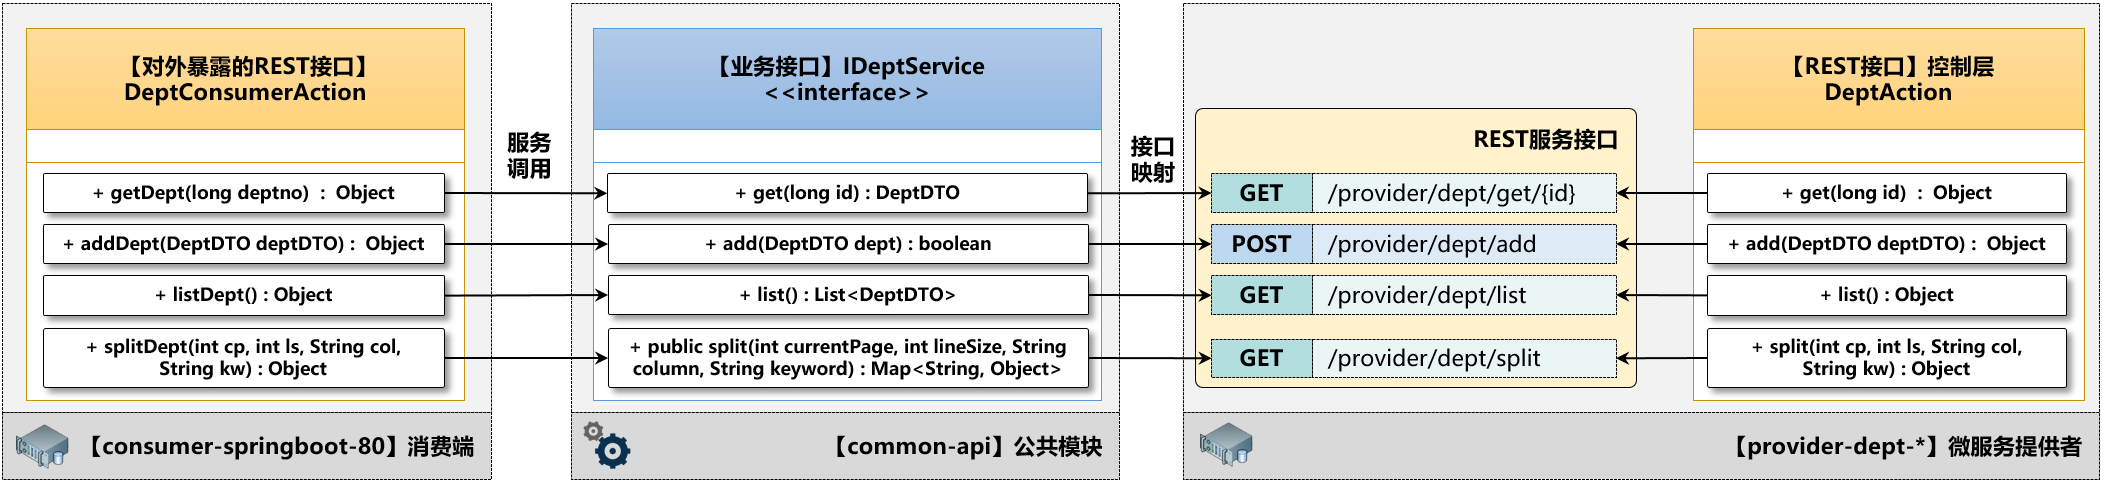 【对外暴露的REST接口】
DeptConsumerAction
+ getDept(long deptno) : Object
+ addDept(DeptDTO deptDTO) : Object
+ listDept() : Object
+ splitDept(int cp, int ls, String col,
String kw) : Object
【consumer-springboot-80】消费端
服务
调用
【业务接口】IDeptService
<<interface>>
+ get(long id) : DeptDTO
+ add(DeptDTO dept) : boolean
+ list() : List<DeptDTO>
+ public split(int currentPage, int lineSize, String
column, String keyword) : Map<String, Object>
【common-api】公共模块
接口
映射
REST服务接口
GET /provider/dept/get/{id}
POST /provider/dept/add
GET /provider/dept/list
GET /provider/dept/split
【REST接口】控制层
DeptAction
+ get(long id) : Object
+ add(DeptDTO deptDTO) : Object
+ list() : Object
+ split(int cp, int ls, String col,
String kw) : Object
【provider-dept-*】微服务提供者